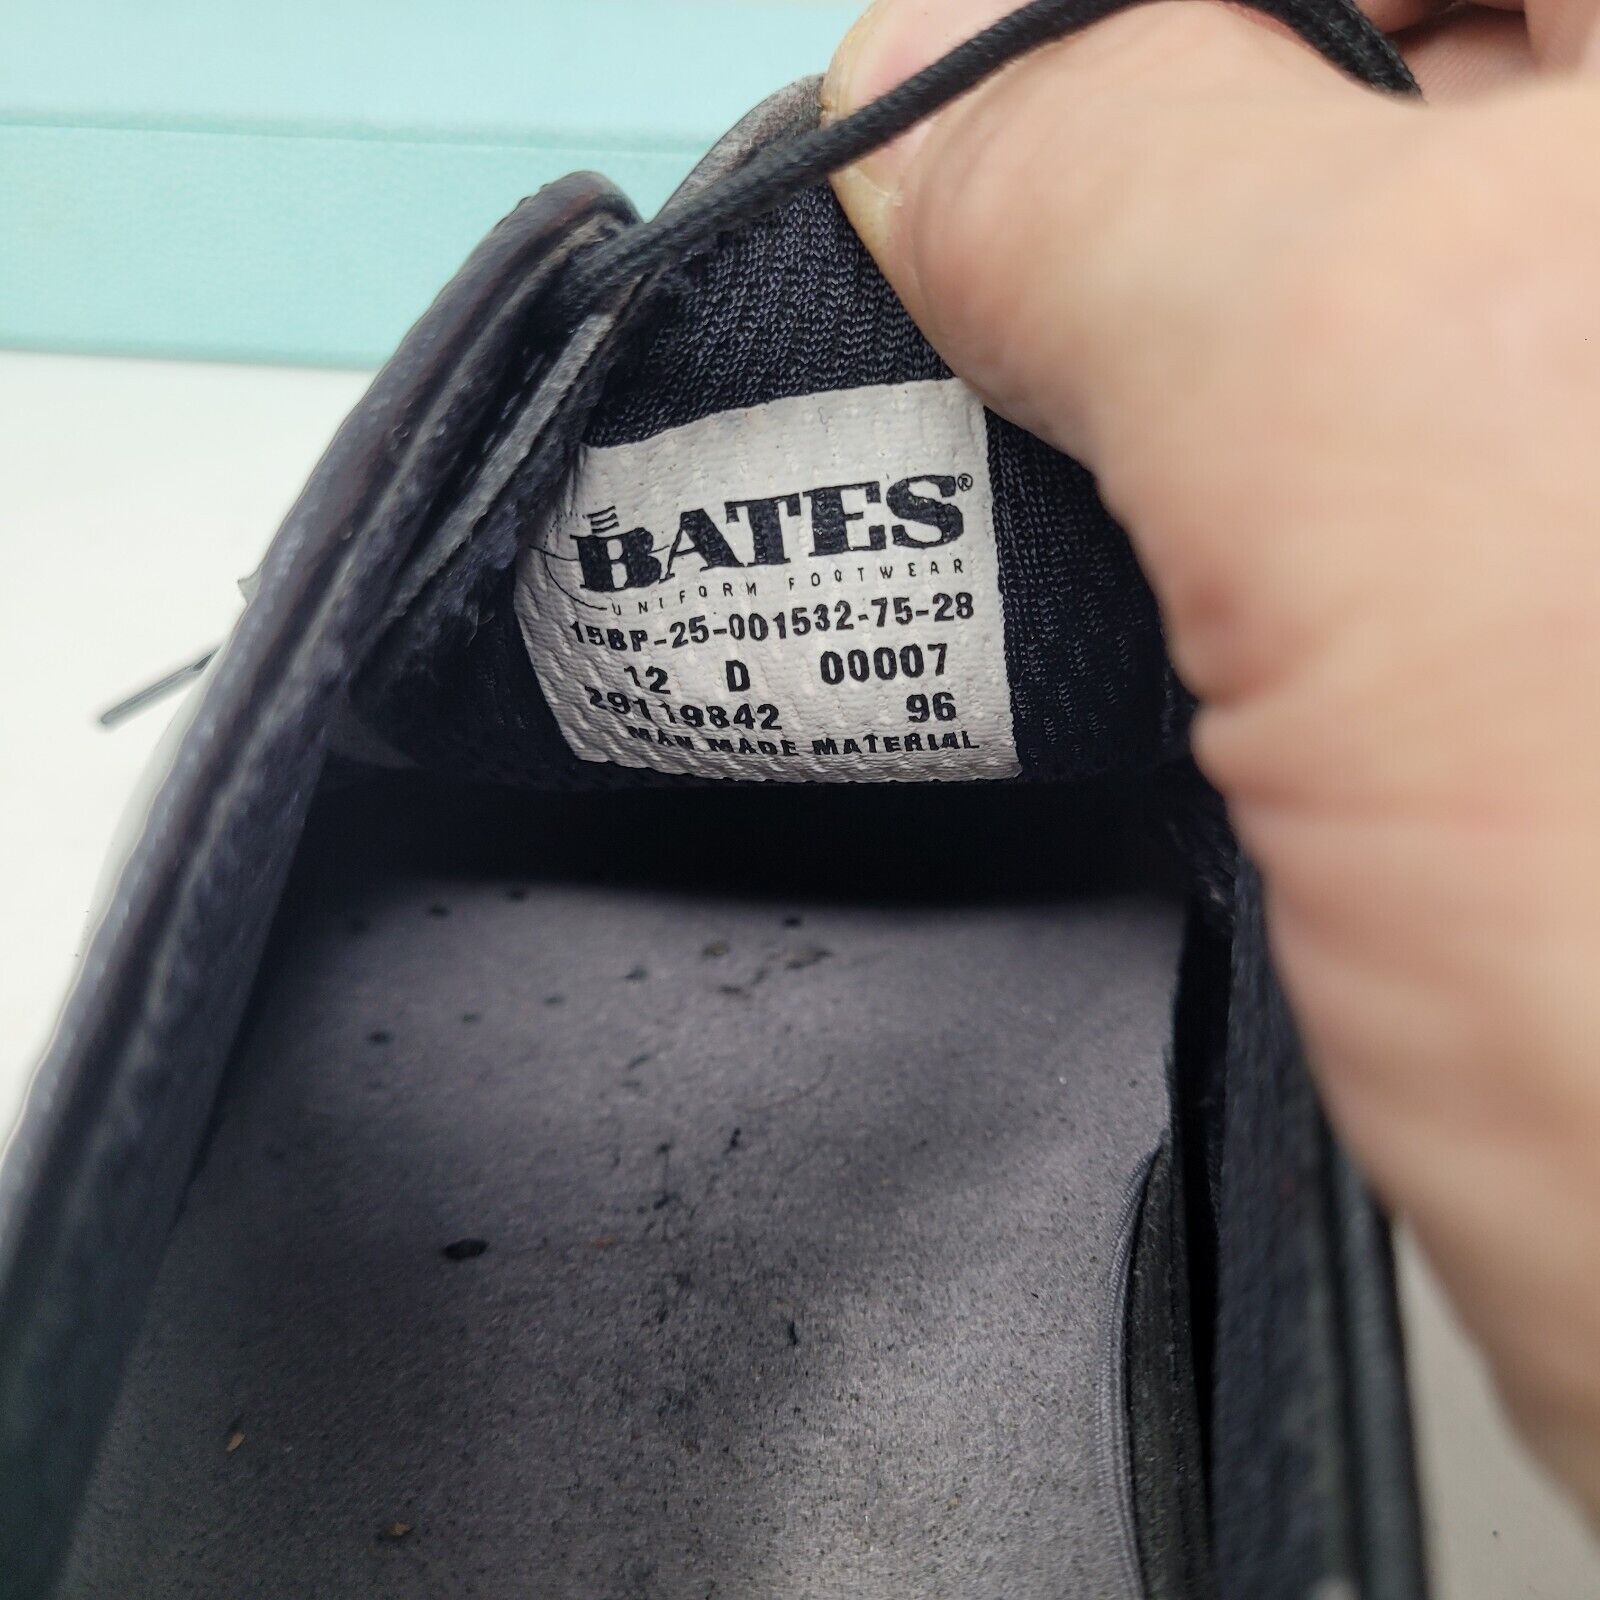 BATES®
UNIFORM FOOTWEAR
15BP-25-001532-75-28
12 D 00007
29119842 96
MAN MADE MATERIAL